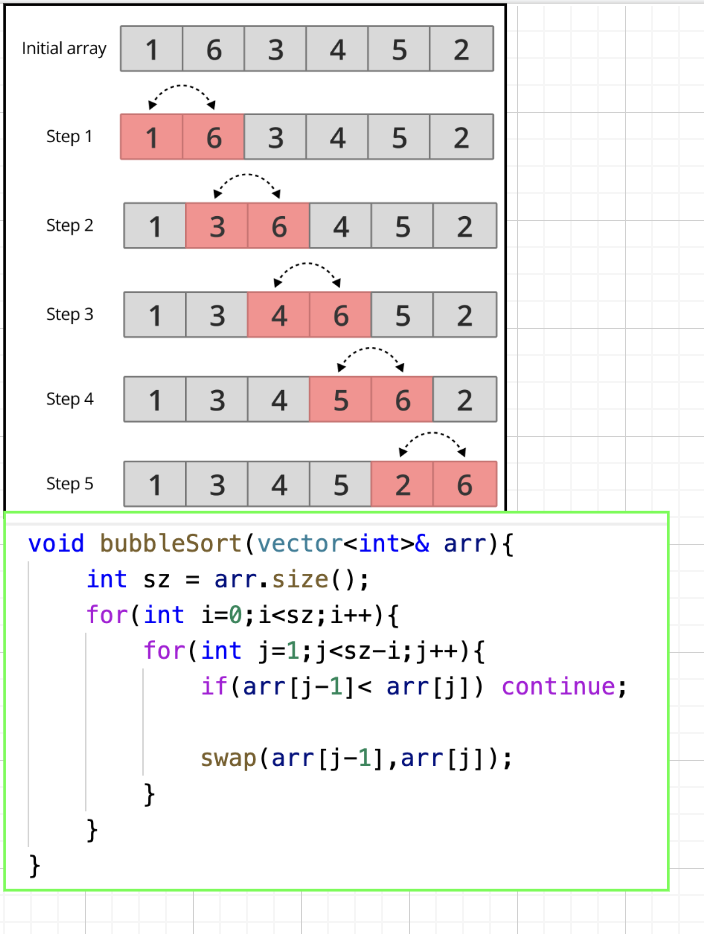 Initial array 1 6 3 4 5 2
Step 1 1 6 3 4 5 2
Step 2 1 3 6 4 5 2
Step 3 1 3 4 6 5 2
Step 4 1 3 4 5 6 2
Step 5 1 3 4 5 2 6
void bubbleSort(vector<int>& arr){
int sz = arr.size();
for(int i=0;i<sz;i++){
for(int j=1;j<sz-i;j++){
if(arr[j-1]< arr[j]) continue;
swap(arr[j-1],arr[j]);
}
}
}